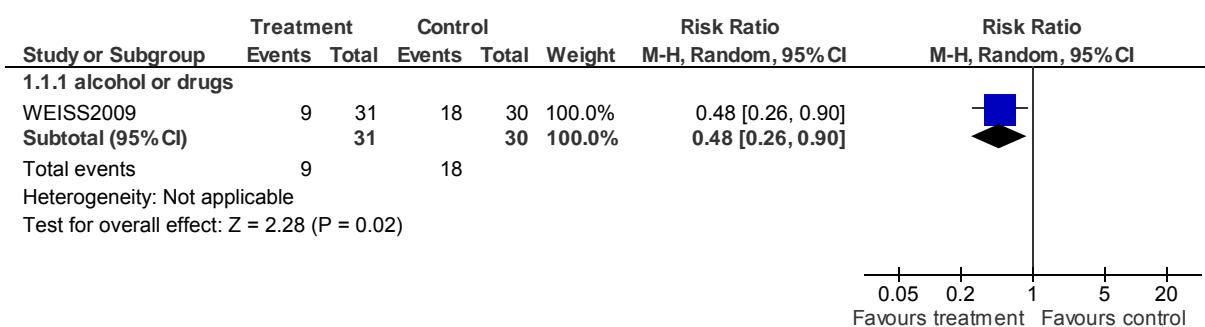 Treatment Control Risk Ratio Risk Ratio
Study or Subgroup Events Total Events Total Weight M-H, Random, 95% CI M-H, Random, 95% CI
1.1.1 alcohol or drugs
WEISS2009 9 31 18 30 100.0% 0.48 [0.26, 0.90]
Subtotal (95% CI) 31 30 100.0% 0.48 [0.26, 0.90]
Total events 9 18
Heterogeneity: Not applicable
Test for overall effect: Z = 2.28 (P = 0.02)
0.05 0.2 1 5 20
Favours treatment Favours control